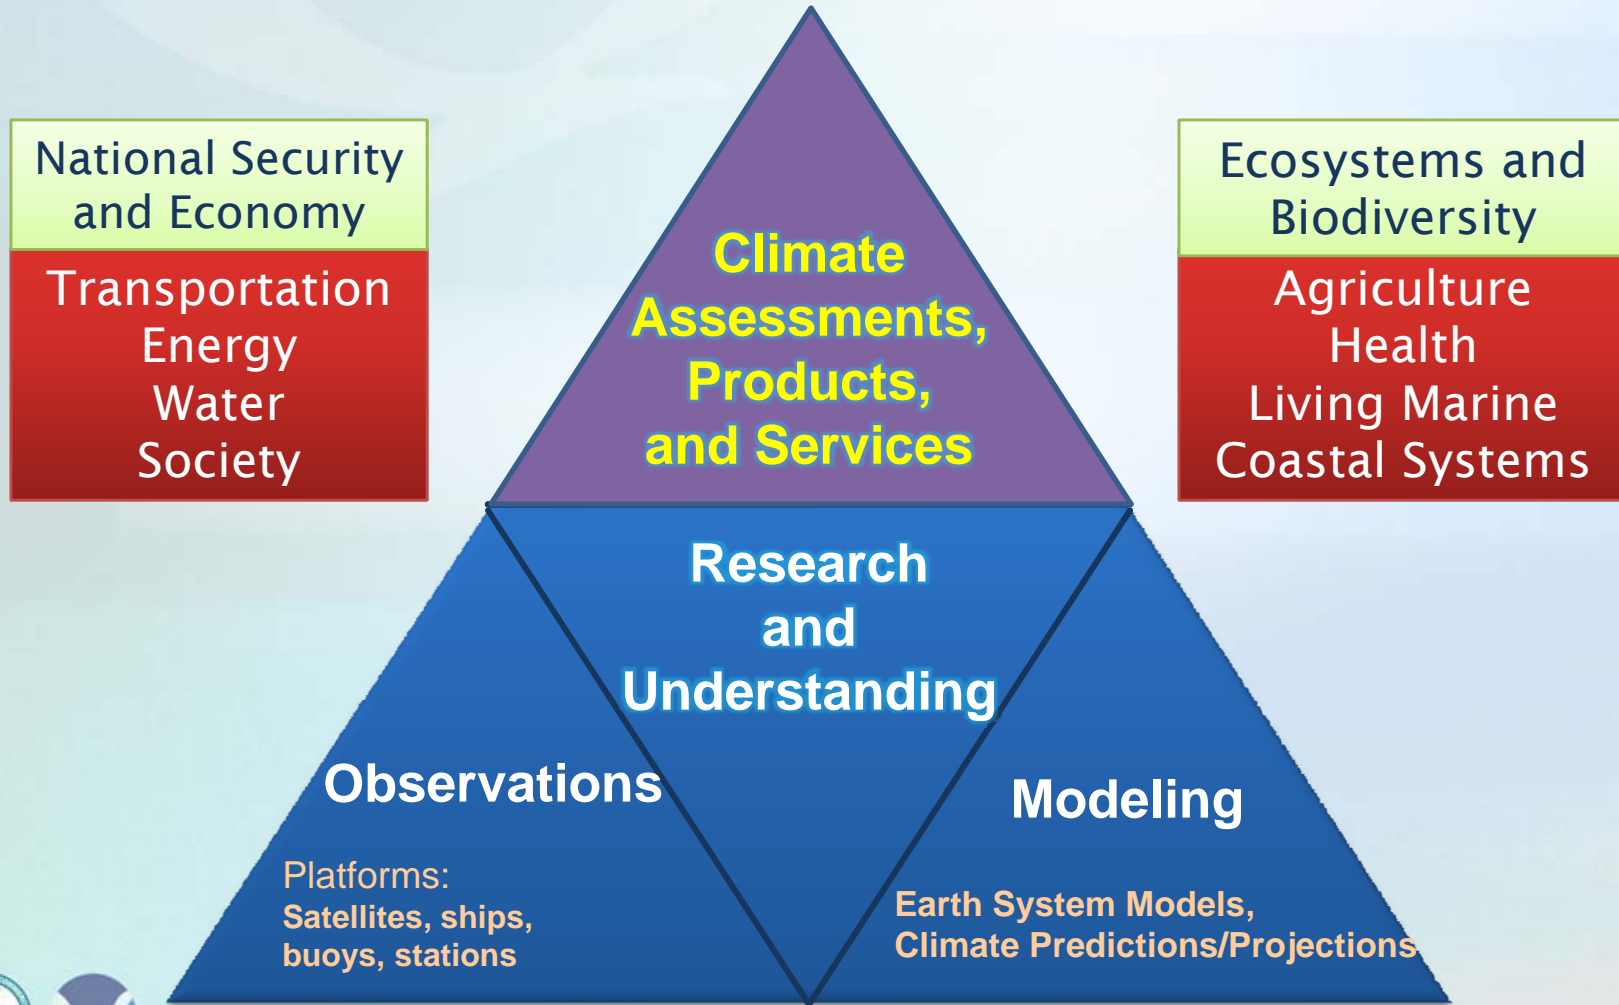 National Security
and Economy
Transportation
Energy
Water
Society
Climate
Assessments,
Products,
and Services
Ecosystems and
Biodiversity
Agriculture
Health
Living Marine
Coastal Systems
Research
and
Understanding
Observations
Platforms:
Satellites, ships,
buoys, stations
Modeling
Earth System Models,
Climate Predictions/Projections